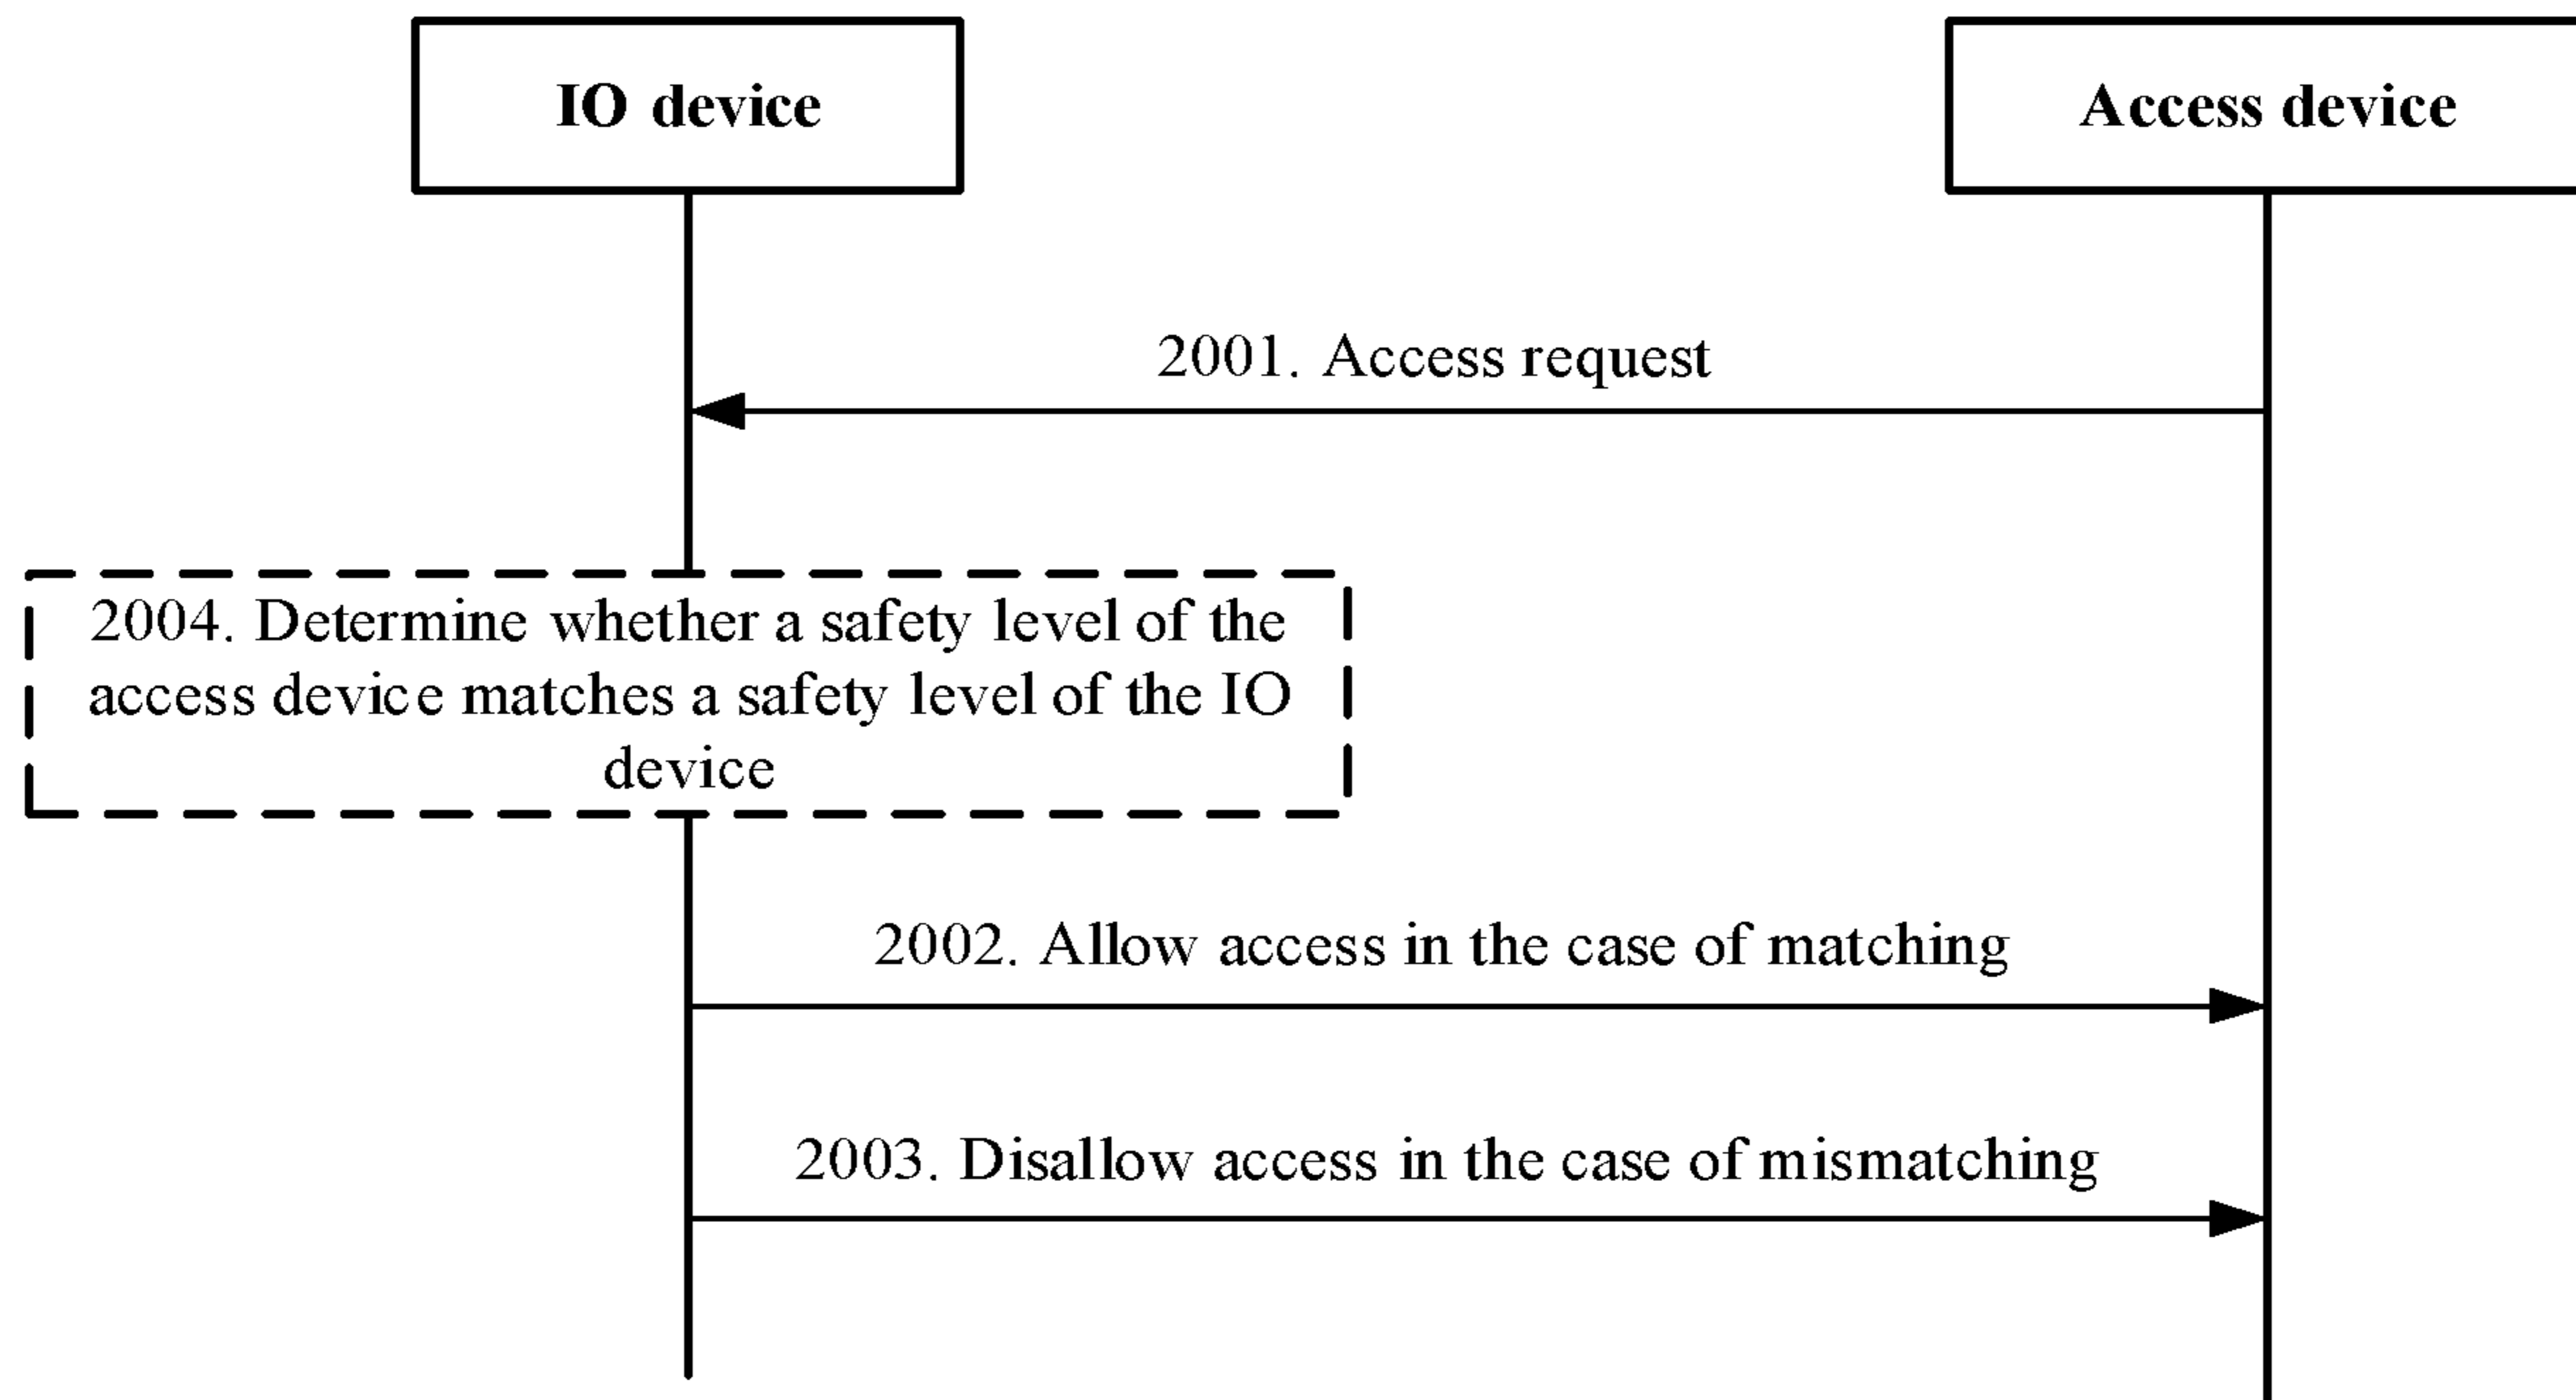 IO device
Access device
2001. Access request
2004. Determine whether a safety level of the
access device matches a safety level of the IO
device
2002. Allow access in the case of matching
2003. Disallow access in the case of mismatching